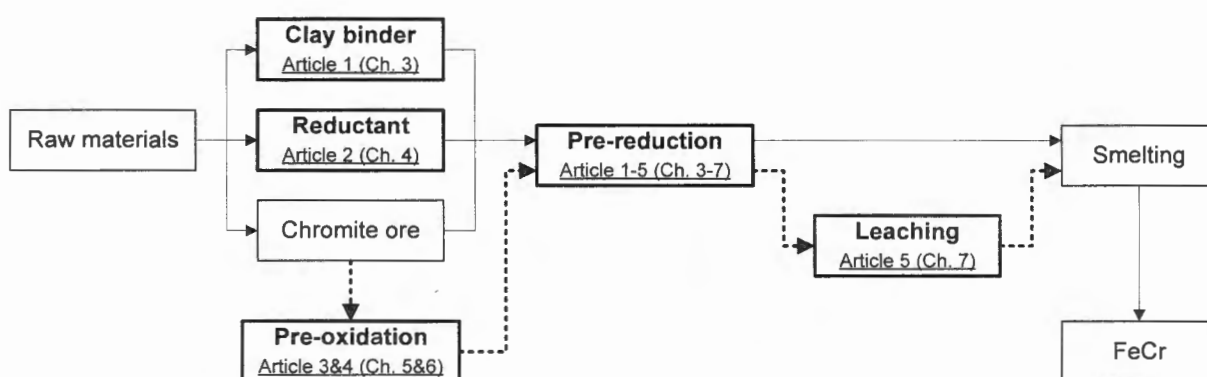 Clay binder
Article 1 (Ch. 3)
Raw materials
Reductant
Article 2 (Ch. 4)
Chromite ore
Pre-oxidation
Article 3&4 (Ch. 5&6)
Pre-reduction
Article 1-5 (Ch. 3-7)
Leaching
Article 5 (Ch. 7)
Smelting
FeCr